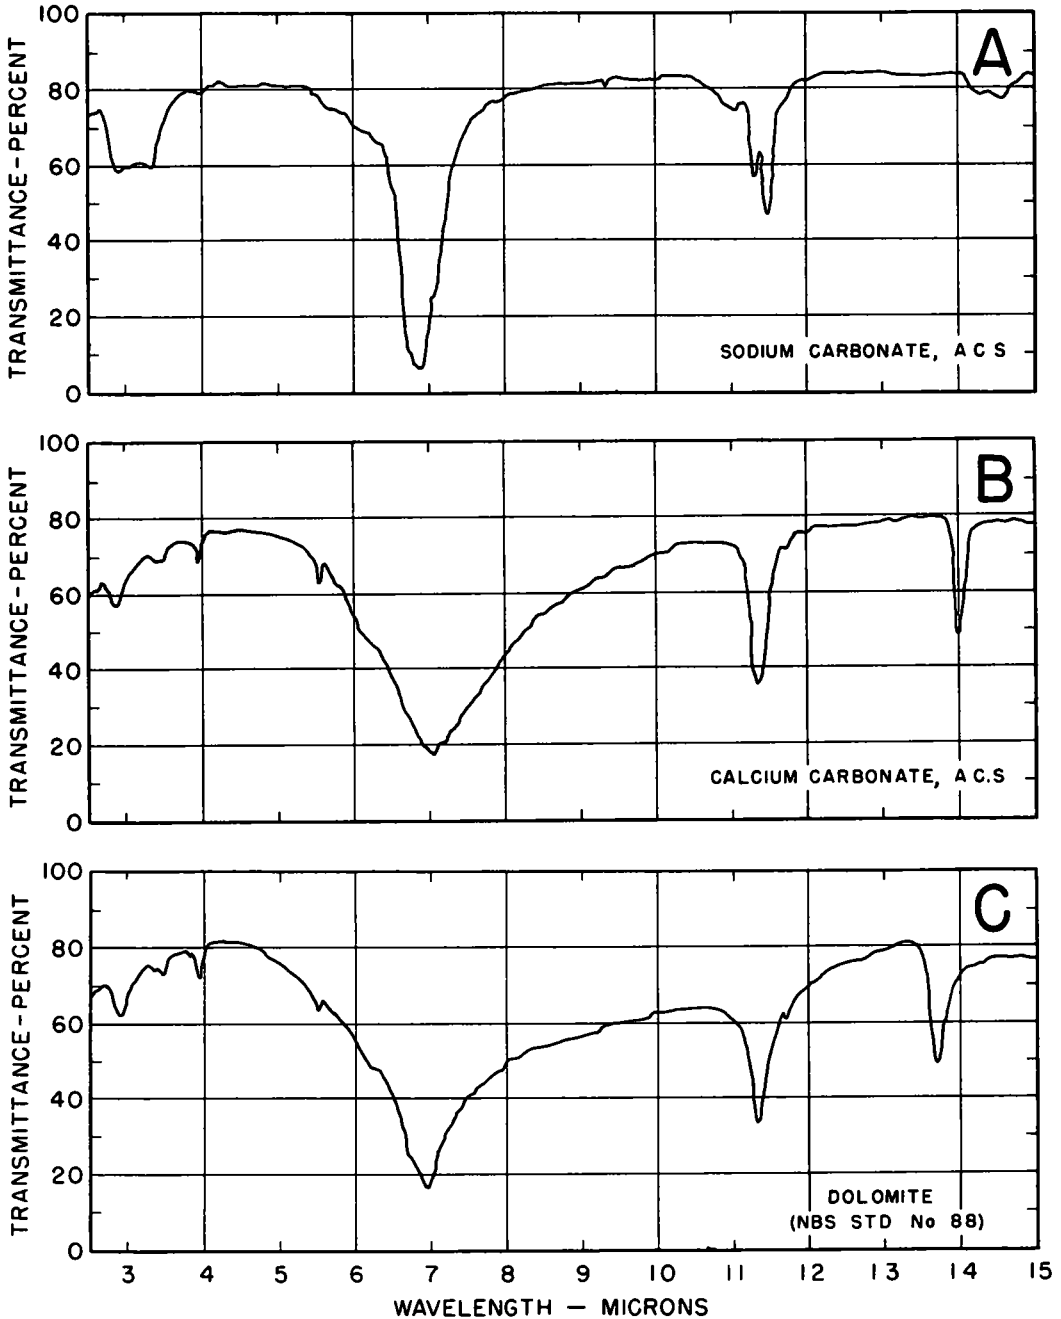 TRANSMITTANCE-PERCENT
100
80
60
40
20
0
A
SODIUM CARBONATE, A C S
TRANSMITTANCE-PERCENT
100
80
60
40
20
0
B
CALCIUM CARBONATE, A C.S
TRANSMITTANCE-PERCENT
100
80
60
40
20
0
C
DOLOMITE
(NBS STD No 88)
3 4 5 6 7 8 9 10 11 12 13 14 15
WAVELENGTH — MICRONS